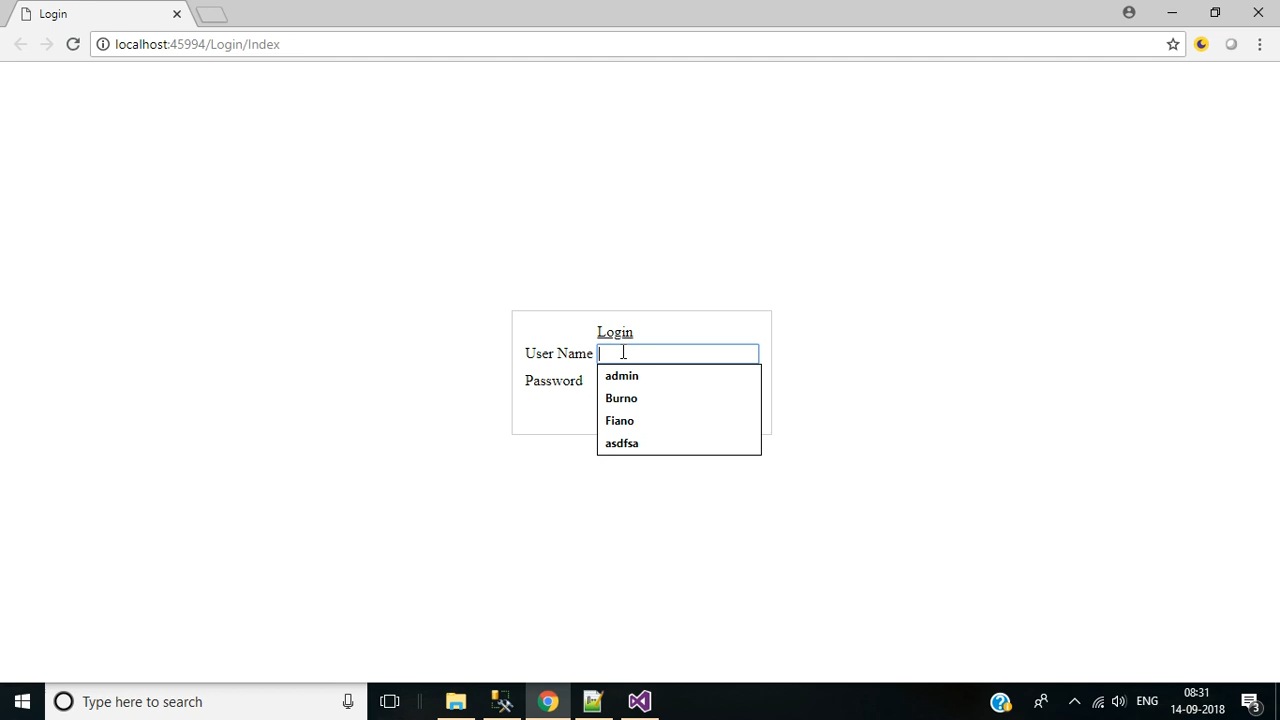 Login
localhost:45994/Login/Index
Login
User Name
admin
Password
Burno
Fiano
asdfsa
Type here to search
ENG
08:31
14-09-2018
3